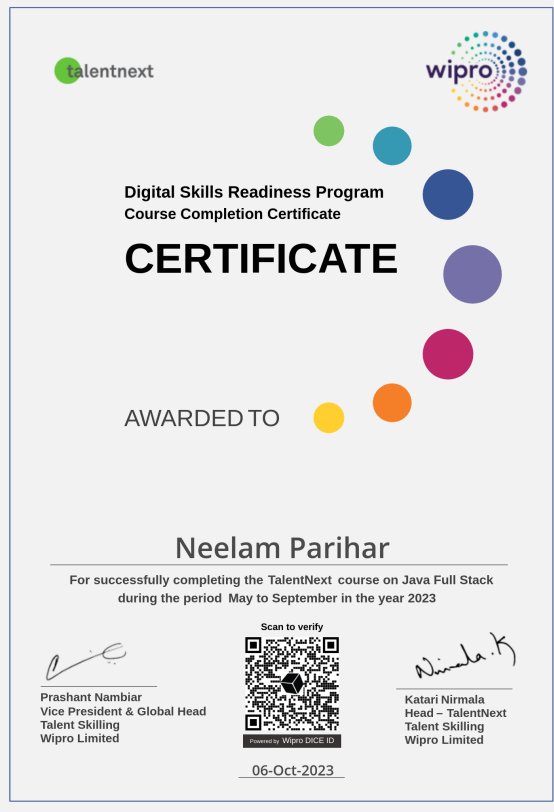 talentnext
wipro
Digital Skills Readiness Program
Course Completion Certificate
CERTIFICATE
AWARDED TO
Neelam Parihar
For successfully completing the TalentNext course on Java Full Stack
during the period May to September in the year 2023
Scan to verify
Nirmala.K
Prashant Nambiar
Vice President & Global Head
Talent Skilling
Wipro Limited
Katari Nirmala
Head – TalentNext
Talent Skilling
Wipro Limited
Powered by Wipro DICE ID
06-Oct-2023